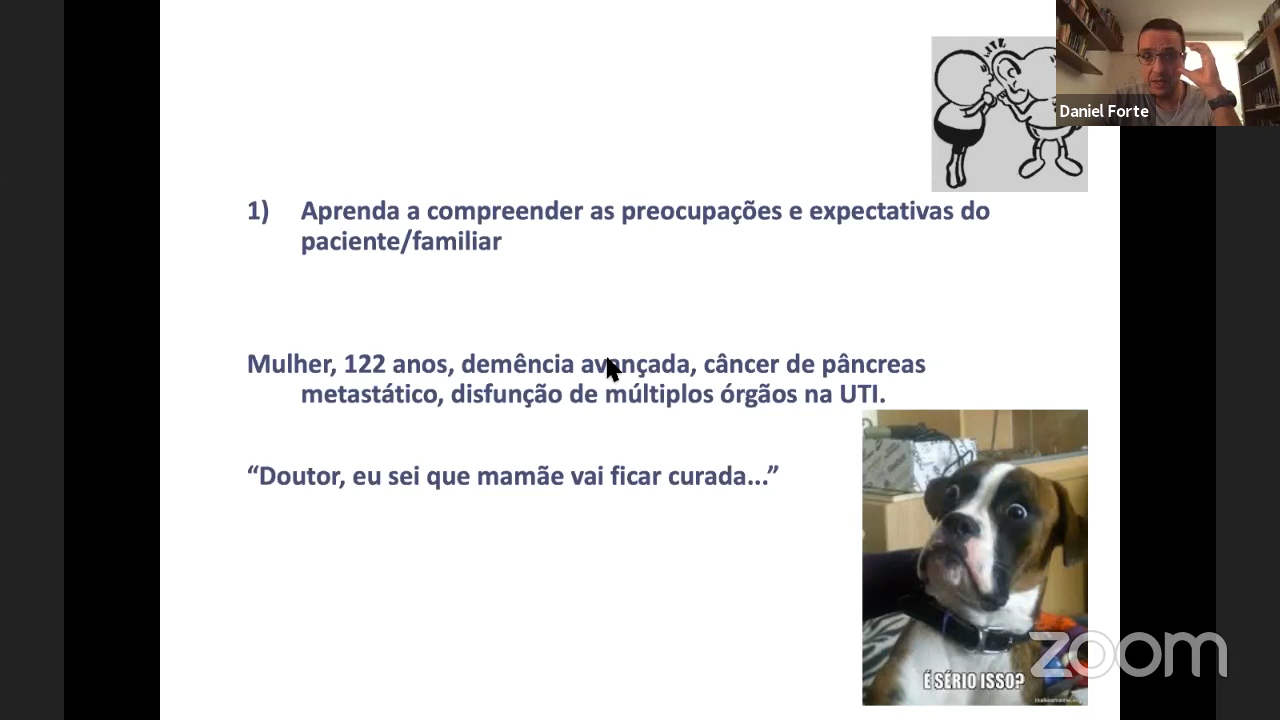 Daniel Forte
1) Aprenda a compreender as preocupações e expectativas do
paciente/familiar
Mulher, 122 anos, demência avançada, câncer de pâncreas
metastático, disfunção de múltiplos órgãos na UTI.
“Doutor, eu sei que mamãe vai ficar curada...”
zoom
É SÉRIO ISSO?